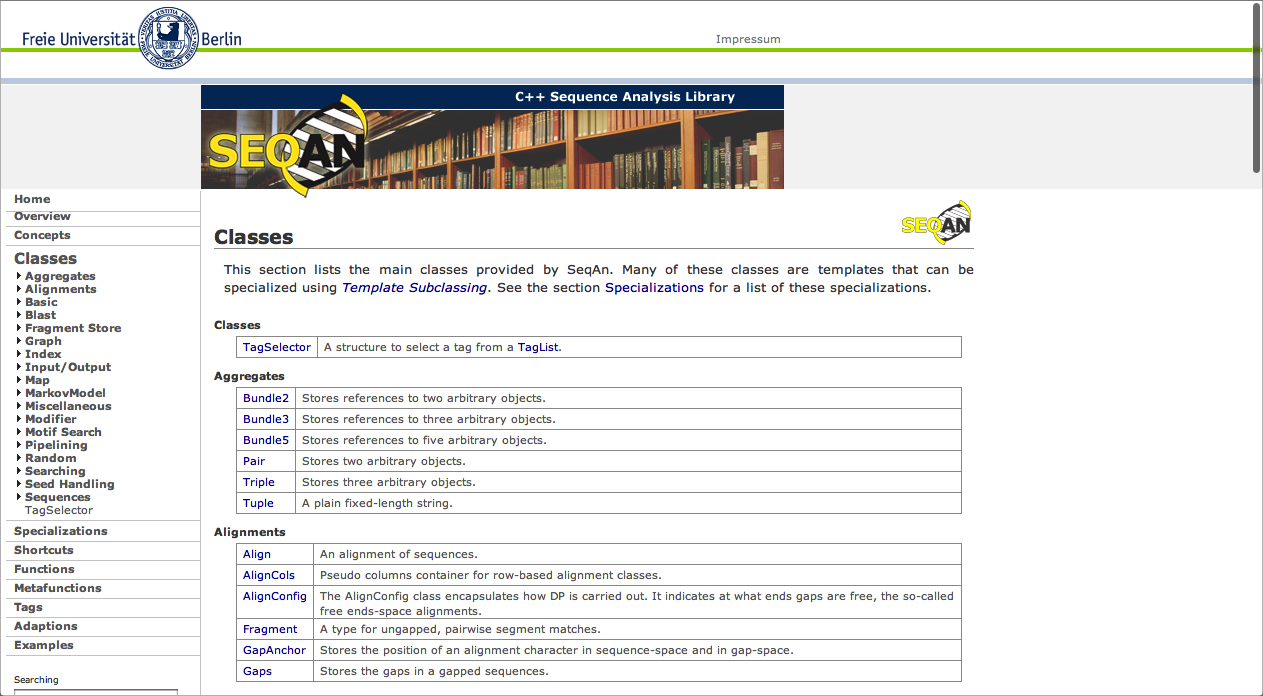 Freie Universität Berlin
Impressum
C++ Sequence Analysis Library
SEQAN
Home
Overview
Concepts
Classes
Aggregates
Alignments
Basic
Blast
Fragment Store
Graph
Index
Input/Output
Map
MarkovModel
Miscellaneous
Modifier
Motif Search
Pipelining
Random
Searching
Seed Handling
Sequences
TagSelector
Specializations
Shortcuts
Functions
Metafunctions
Tags
Adaptions
Examples
Searching
SEQAN
Classes
This section lists the main classes provided by SeqAn. Many of these classes are templates that can be
specialized using Template Subclassing. See the section Specializations for a list of these specializations.
Classes
TagSelector A structure to select a tag from a TagList.
Aggregates
Bundle2 Stores references to two arbitrary objects.
Bundle3 Stores references to three arbitrary objects.
Bundle5 Stores references to five arbitrary objects.
Pair Stores two arbitrary objects.
Triple Stores three arbitrary objects.
Tuple A plain fixed-length string.
Alignments
Align An alignment of sequences.
AlignCols Pseudo columns container for row-based alignment classes.
AlignConfig The AlignConfig class encapsulates how DP is carried out. It indicates at what ends gaps are free, the so-called
free ends-space alignments.
Fragment A type for ungapped, pairwise segment matches.
GapAnchor Stores the position of an alignment character in sequence-space and in gap-space.
Gaps Stores the gaps in a gapped sequences.